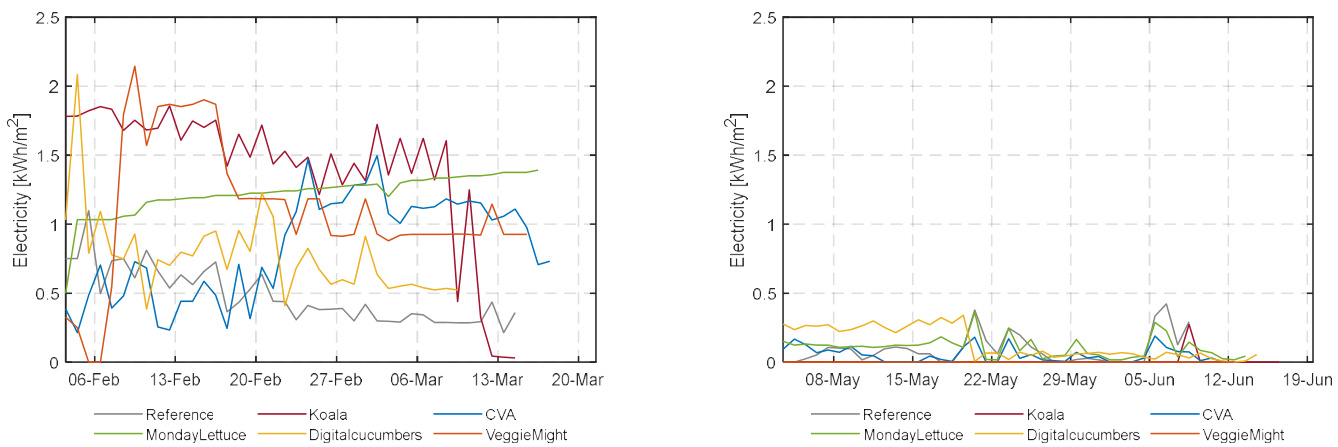 2.5
2
1.5
1
0.5
0
Electricity [kWh/m²]
06-Feb 13-Feb 20-Feb 27-Feb 06-Mar 13-Mar 20-Mar
Reference Koala CVA
MondayLettuce Digitalcucumbers VeggieMight
2.5
2
1.5
1
0.5
0
Electricity [kWh/m²]
08-May 15-May 22-May 29-May 05-Jun 12-Jun 19-Jun
Reference Koala CVA
MondayLettuce Digitalcucumbers VeggieMight